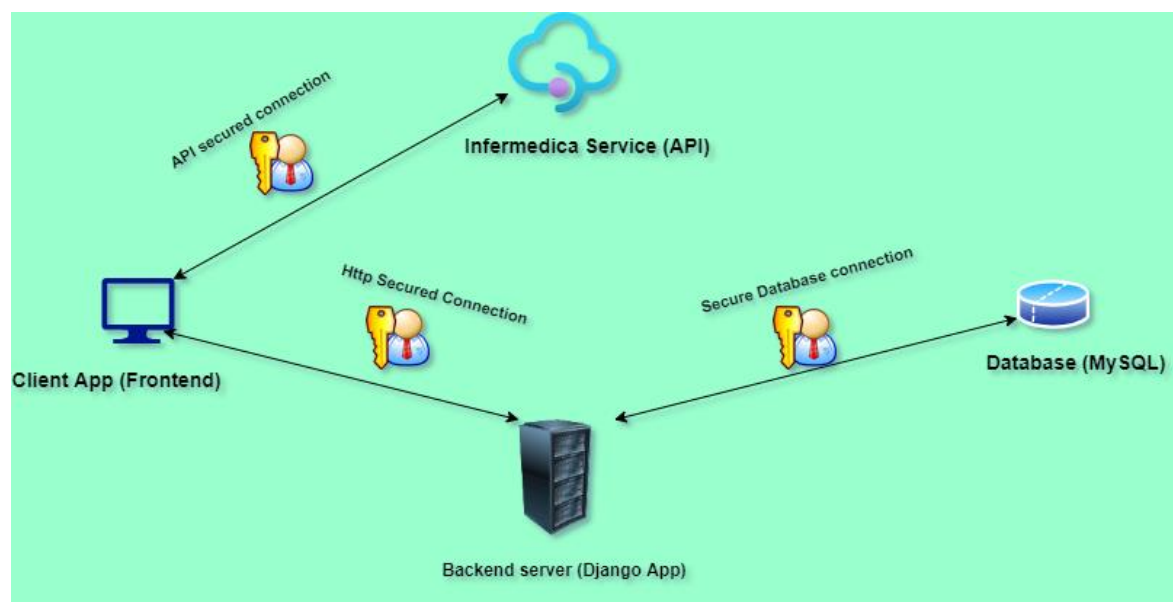 API secured connection
Infermedica Service (API)
Http Secured Connection
Secure Database connection
Client App (Frontend)
Database (MySQL)
Backend server (Django App)